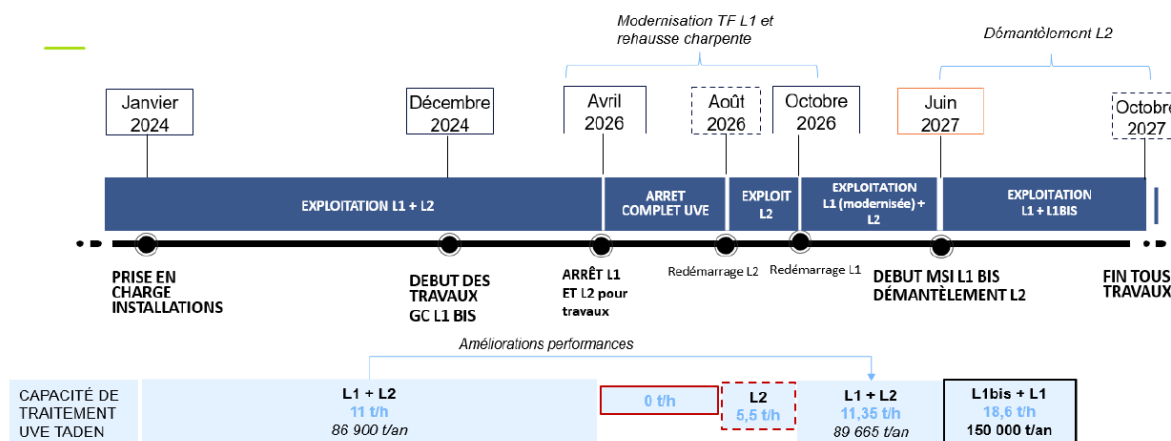 Modernisation TF L1 et
rehausse charpente
Démantèlement L2
Janvier
2024
Décembre
2024
Avril
2026
Août
2026
Octobre
2026
Juin
2027
Octobre
2027
EXPLOITATION L1 + L2
ARRET
COMPLET UVE
EXPLOIT
L2
EXPLOITATION
L1 (modernisée) +
L2
EXPLOITATION
L1 + L1BIS
PRISE EN
CHARGE
INSTALLATIONS
DEBUT DES
TRAVAUX
GC L1 BIS
ARRÊT L1
ET L2 pour
travaux
Redémarrage L2
Redémarrage L1
DEBUT MSI L1 BIS
DÉMANTÈLEMENT L2
FIN TOUS
TRAVAUX
Améliorations performances
CAPACITÉ DE
TRAITEMENT
UVE TADEN
L1 + L2
11 t/h
86 900 t/an
0 t/h
L2
5,5 t/h
L1 + L2
11,35 t/h
89 665 t/an
L1bis + L1
18,6 t/h
150 000 t/an